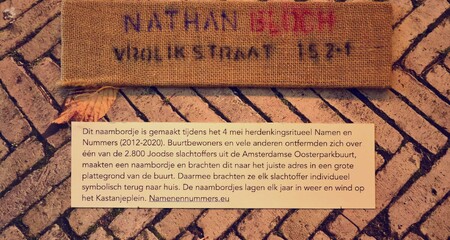 NATHAN BLOCH
VROLIKSTRAAT 152-I
Dit naambordje is gemaakt tijdens het 4 mei herdenkingsritueel Namen en
Nummers (2012-2020). Buurtbewoners en vele anderen ontfermden zich over
één van de 2.800 Joodse slachtoffers uit de Amsterdamse Oosterparkbuurt,
maakten een naambordje en brachten dit naar het juiste adres in een grote
plattegrond van de buurt. Daarmee brachten ze elk slachtoffer individueel
symbolisch terug naar huis. De naambordjes lagen elk jaar in weer en wind op
het Kastanjeplein. Namenennummers.eu